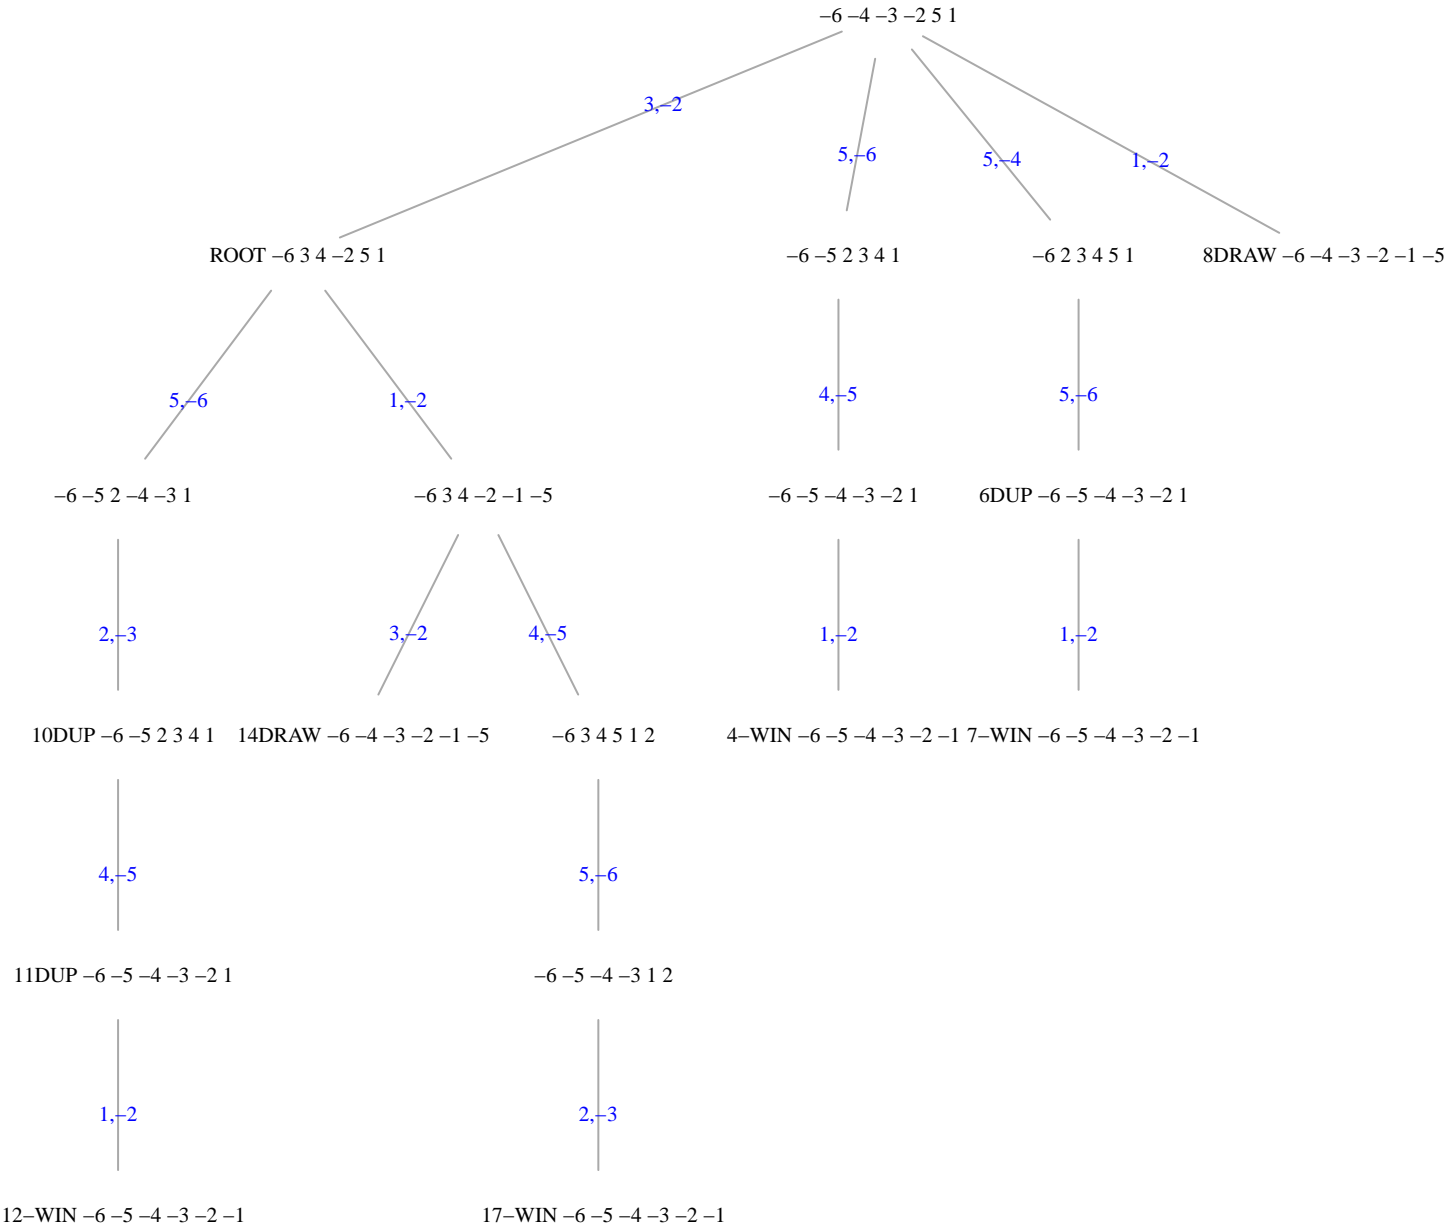 −6 −4 −3 −2 5 1
3,−2
5,−6
5,−4
1,−2
ROOT −6 3 4 −2 5 1
−6 −5 2 3 4 1
−6 2 3 4 5 1
8DRAW −6 −4 −3 −2 −1 −5
5,−6
1,−2
4,−5
5,−6
−6 −5 2 −4 −3 1
−6 3 4 −2 −1 −5
−6 −5 −4 −3 −2 1
6DUP −6 −5 −4 −3 −2 1
2,−3
3,−2
4,−5
1,−2
1,−2
10DUP −6 −5 2 3 4 1
14DRAW −6 −4 −3 −2 −1 −5
−6 3 4 5 1 2
4−WIN −6 −5 −4 −3 −2 −1
7−WIN −6 −5 −4 −3 −2 −1
4,−5
5,−6
11DUP −6 −5 −4 −3 −2 1
−6 −5 −4 −3 1 2
1,−2
2,−3
12−WIN −6 −5 −4 −3 −2 −1
17−WIN −6 −5 −4 −3 −2 −1